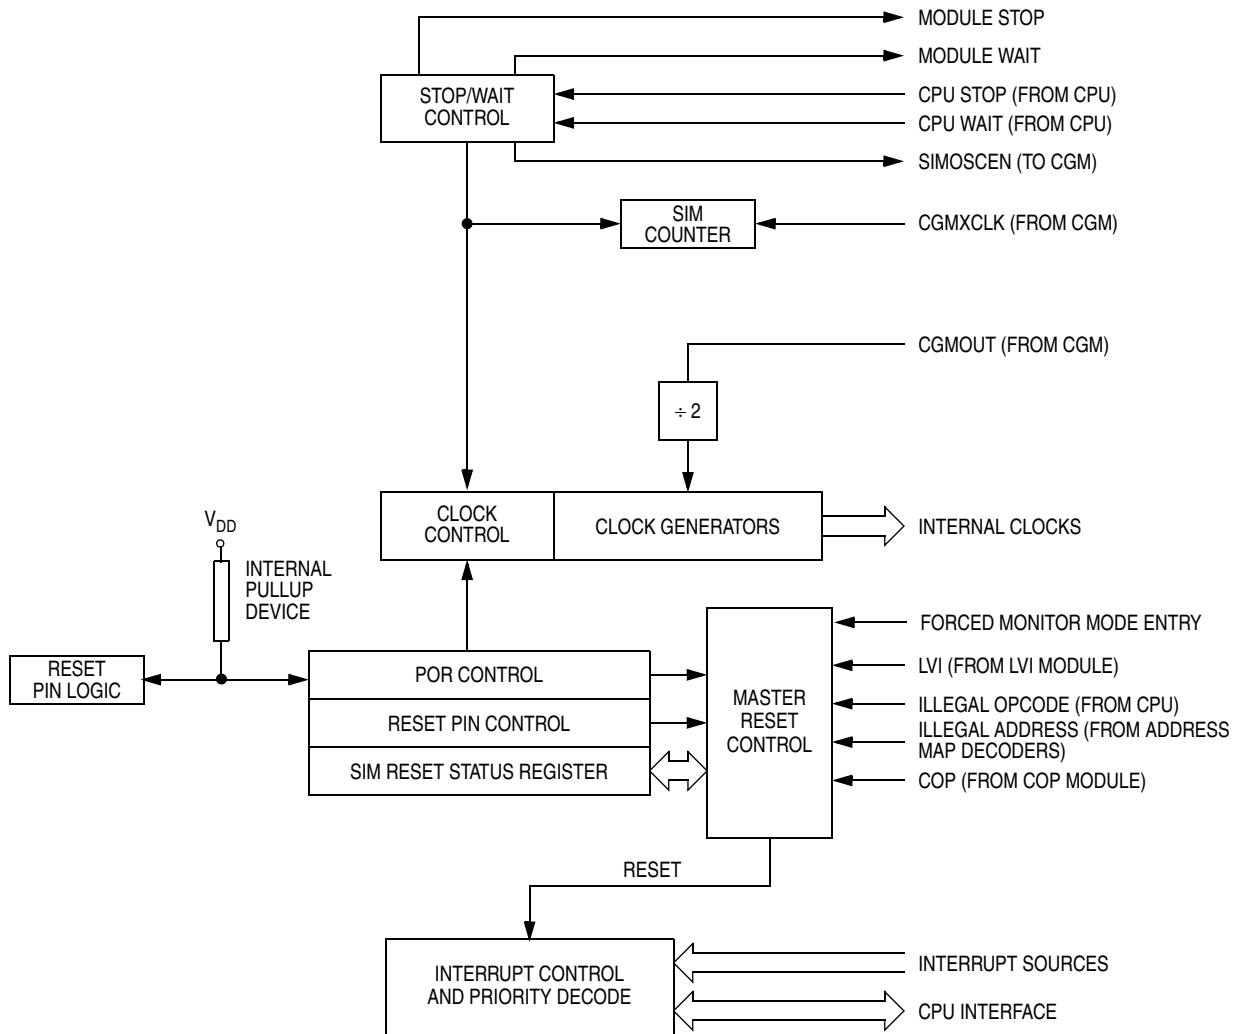 MODULE STOP
MODULE WAIT
STOP/WAIT
CONTROL
CPU STOP (FROM CPU)
CPU WAIT (FROM CPU)
SIMOSCEN (TO CGM)
SIM
COUNTER
CGMXCLK (FROM CGM)
CGMOUT (FROM CGM)
÷ 2
CLOCK
CONTROL
CLOCK GENERATORS
INTERNAL CLOCKS
VDD
INTERNAL
PULLUP
DEVICE
RESET
PIN LOGIC
POR CONTROL
RESET PIN CONTROL
SIM RESET STATUS REGISTER
MASTER
RESET
CONTROL
FORCED MONITOR MODE ENTRY
LVI (FROM LVI MODULE)
ILLEGAL OPCODE (FROM CPU)
ILLEGAL ADDRESS (FROM ADDRESS
MAP DECODERS)
COP (FROM COP MODULE)
RESET
INTERRUPT CONTROL
AND PRIORITY DECODE
INTERRUPT SOURCES
CPU INTERFACE